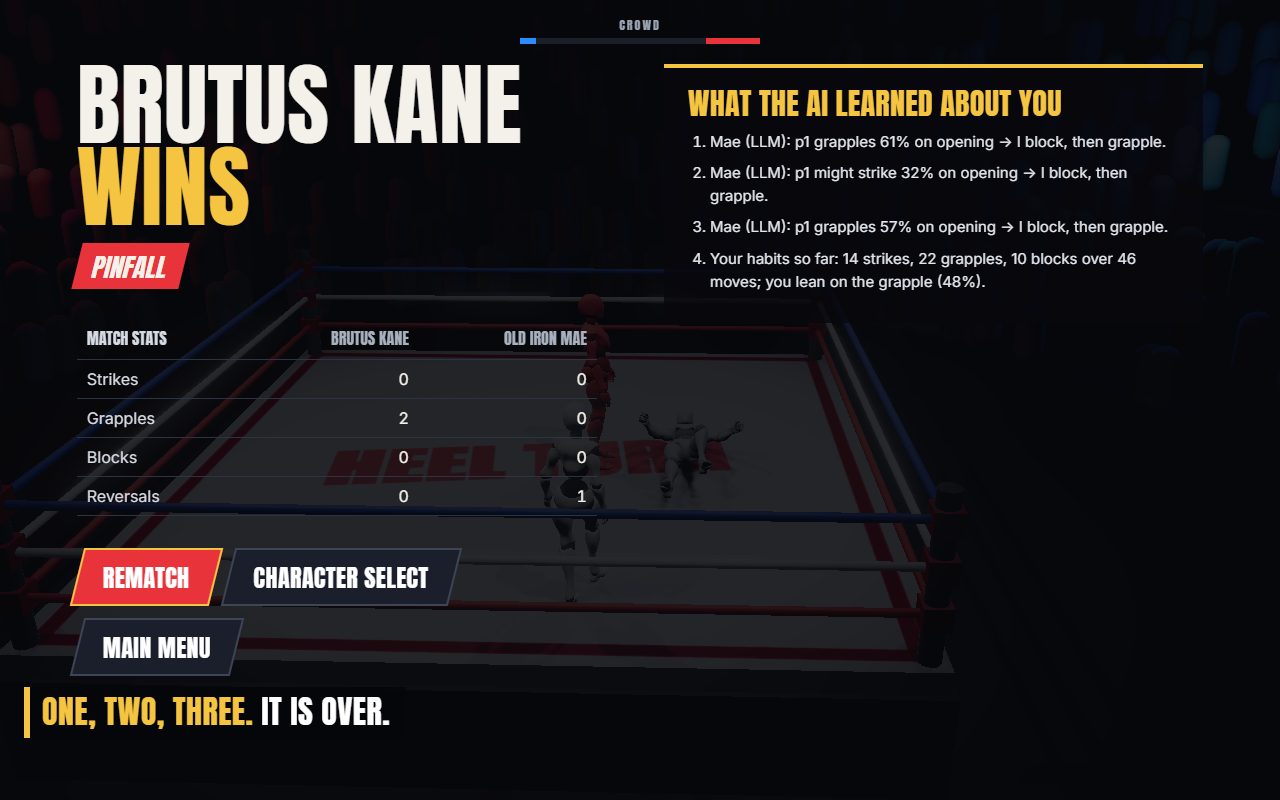 CROWD
BRUTUS KANE
WINS
PINFALL
WHAT THE AI LEARNED ABOUT YOU
1. Mae (LLM): p1 grapples 61% on opening → I block, then grapple.
2. Mae (LLM): p1 might strike 32% on opening → I block, then
grapple.
3. Mae (LLM): p1 grapples 57% on opening → I block, then grapple.
4. Your habits so far: 14 strikes, 22 grapples, 10 blocks over 46
moves; you lean on the grapple (48%).
MATCH STATS BRUTUS KANE OLD IRON MAE
Strikes 0 0
Grapples 2 0
Blocks 0 0
Reversals 0 1
HEEL TURN
REMATCH CHARACTER SELECT
MAIN MENU
ONE, TWO, THREE. IT IS OVER.